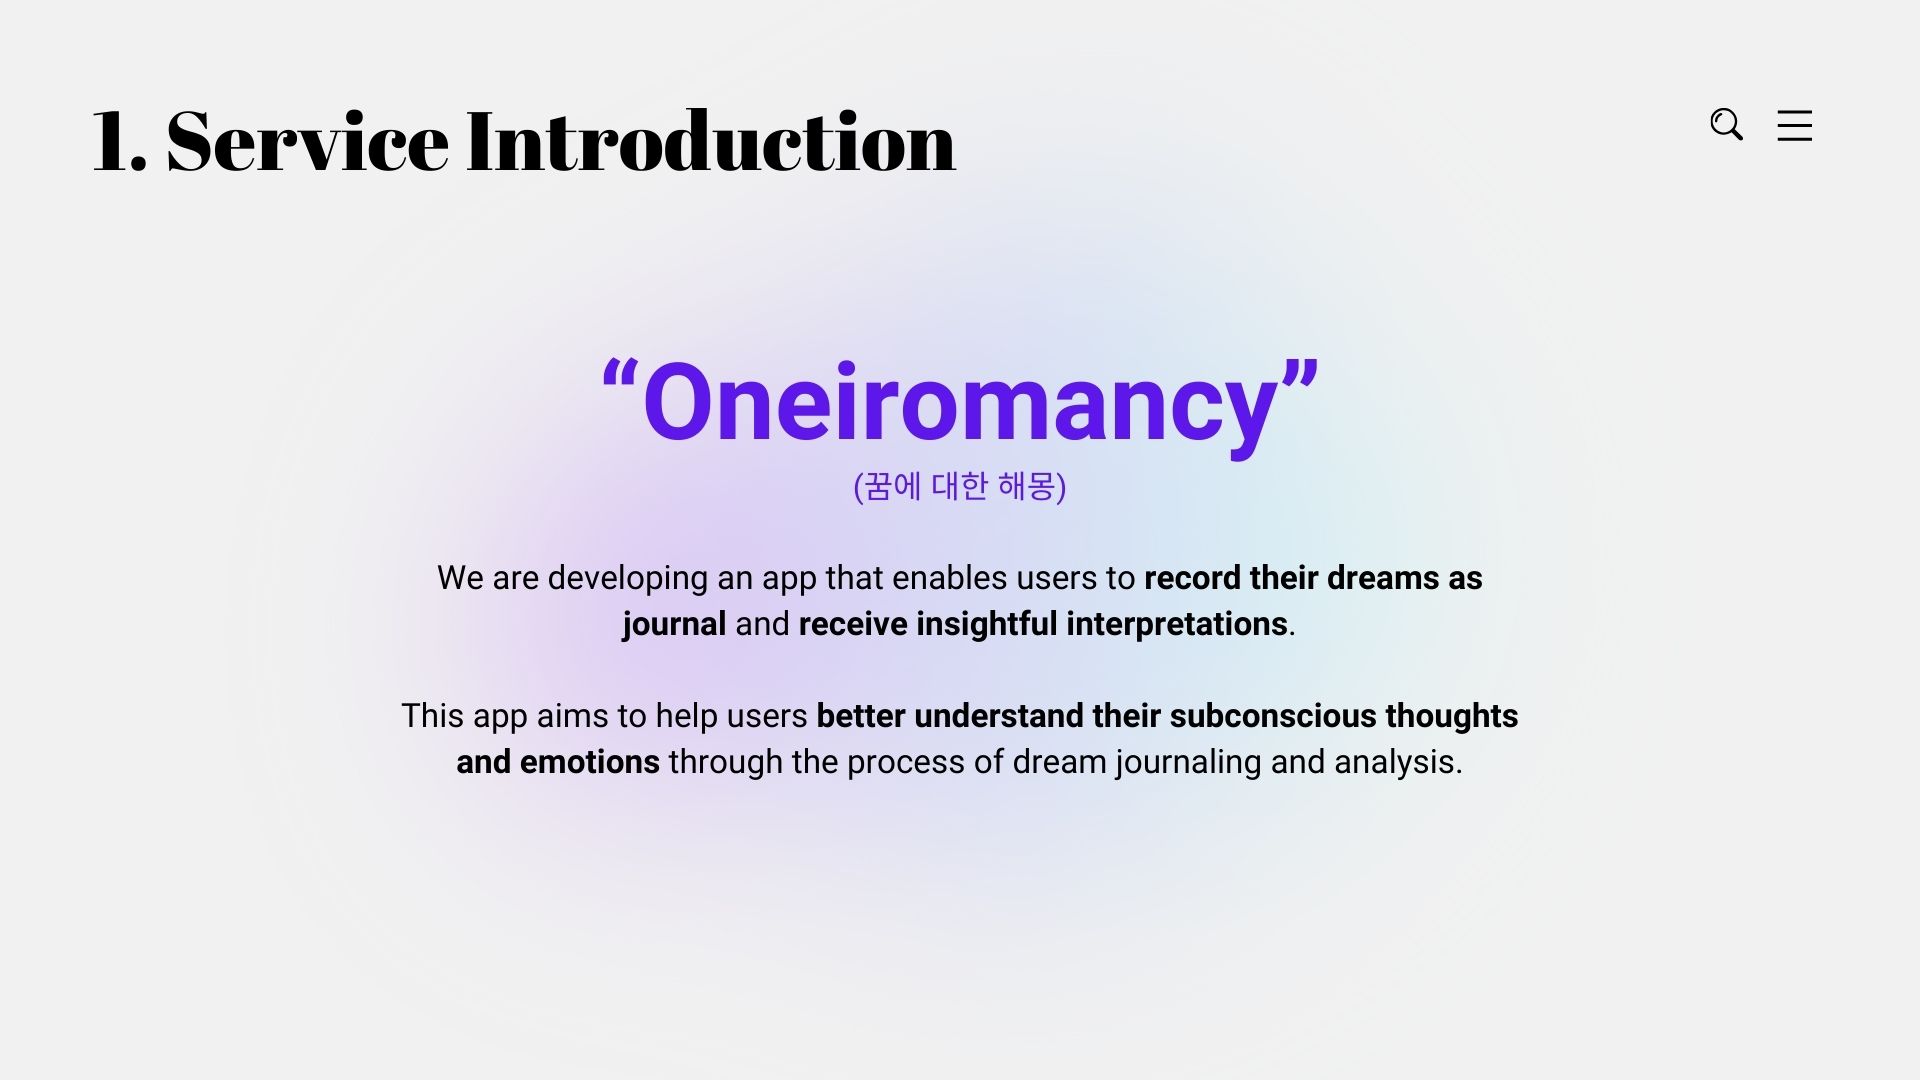 1. Service Introduction
“Oneiromancy”
(꿈에 대한 해몽)
We are developing an app that enables users to record their dreams as
journal and receive insightful interpretations.
This app aims to help users better understand their subconscious thoughts
and emotions through the process of dream journaling and analysis.